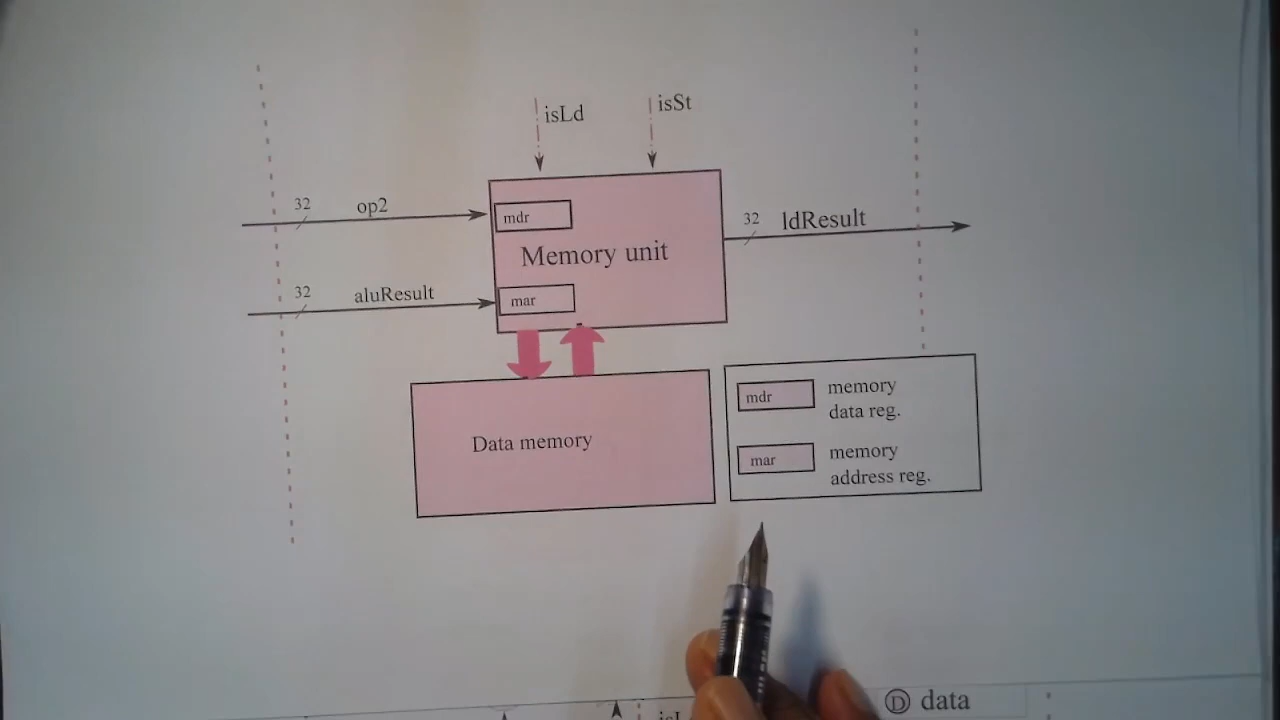 isLd
isSt
32
op2
mdr
32
ldResult
Memory unit
32
aluResult
mar
Data memory
mdr
memory
data reg.
mar
memory
address reg.
D data